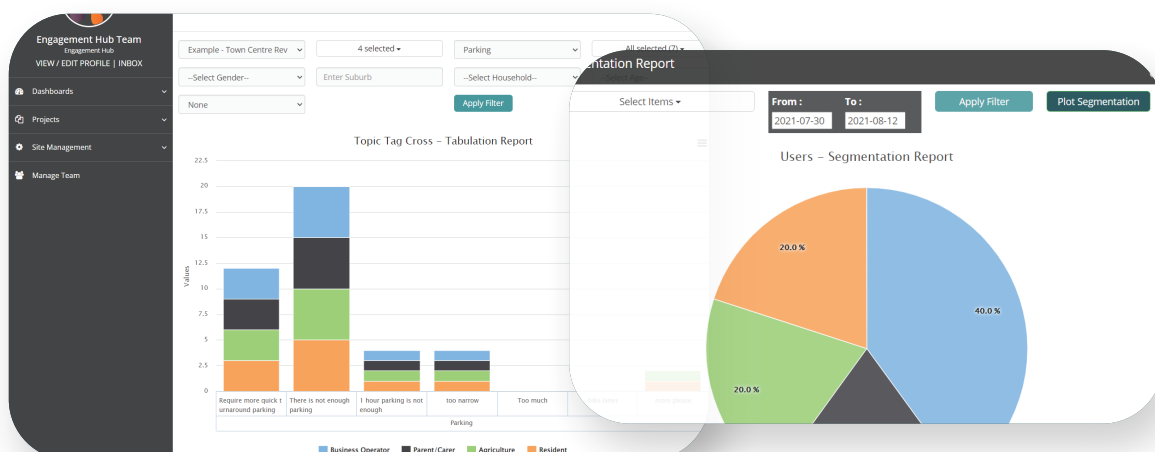 Engagement Hub Team
Engagement Hub
VIEW / EDIT PROFILE | INBOX
Dashboards
Projects
Site Management
Manage Team
Example - Town Centre Rev
4 selected
Parking
All selected (7)
--Select Gender--
Enter Suburb
--Select Household--
--Select Age--
None
Apply Filter
Topic Tag Cross – Tabulation Report
Values
22.5
20
17.5
15
12.5
10
7.5
5
2.5
0
Require more quick t
urnaround parking
There is not enough
parking
1 hour parking is not
enough
too narrow
Too much
more people
Parking
Business Operator
Parent/Carer
Agriculture
Resident
entation Report
Select Items
From :
To :
2021-07-30
2021-08-12
Apply Filter
Plot Segmentation
Users – Segmentation Report
20.0 %
40.0 %
20.0 %